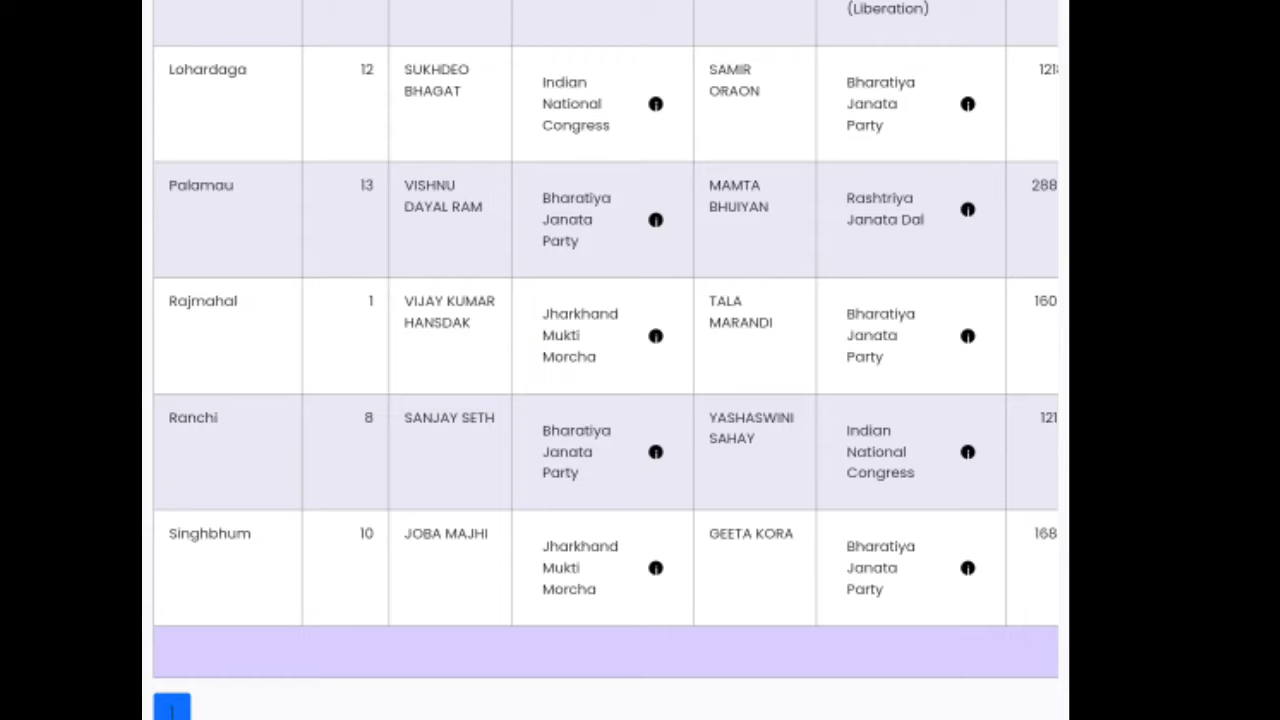 (Liberation)
Lohardaga 12 SUKHDEO BHAGAT Indian National Congress SAMIR ORAON Bharatiya Janata Party 121
Palamau 13 VISHNU DAYAL RAM Bharatiya Janata Party MAMTA BHUIYAN Rashtriya Janata Dal 288
Rajmahal 1 VIJAY KUMAR HANSDAK Jharkhand Mukti Morcha TALA MARANDI Bharatiya Janata Party 160
Ranchi 8 SANJAY SETH Bharatiya Janata Party YASHASWINI SAHAY Indian National Congress 121
Singhbhum 10 JOBA MAJHI Jharkhand Mukti Morcha GEETA KORA Bharatiya Janata Party 168
1